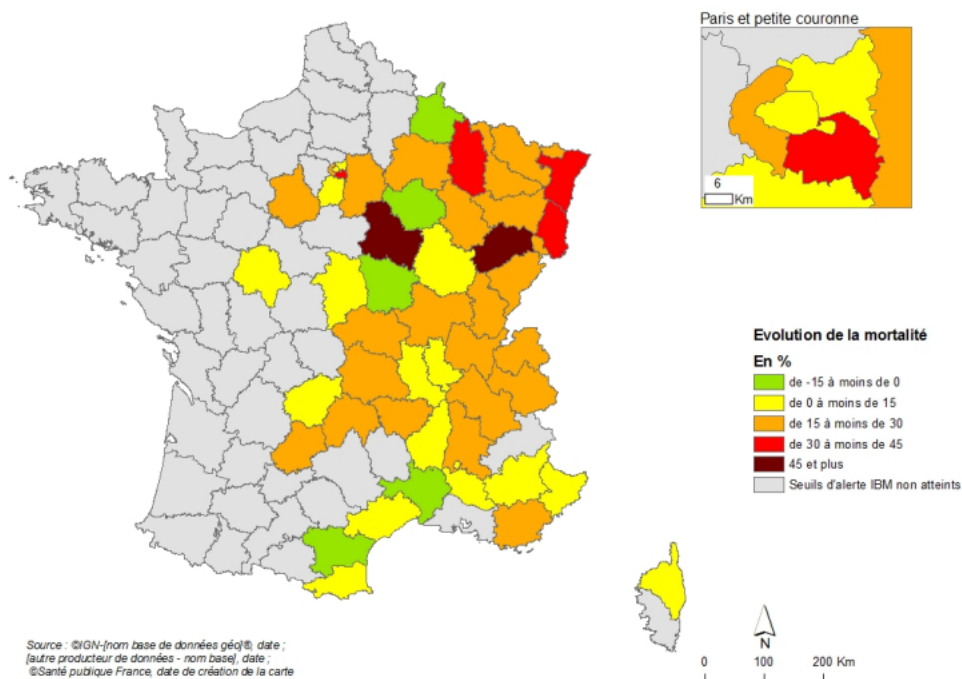 Paris et petite couronne
6
Km
Evolution de la mortalité
En %
de -15 à moins de 0
de 0 à moins de 15
de 15 à moins de 30
de 30 à moins de 45
45 et plus
Seuils d'alerte IBM non atteints
Source : ©IGN-[nom base de données géo]®, date ;
[autre producteur de données - nom base], date ;
©Santé publique France, date de création de la carte
N
0 100 200 Km